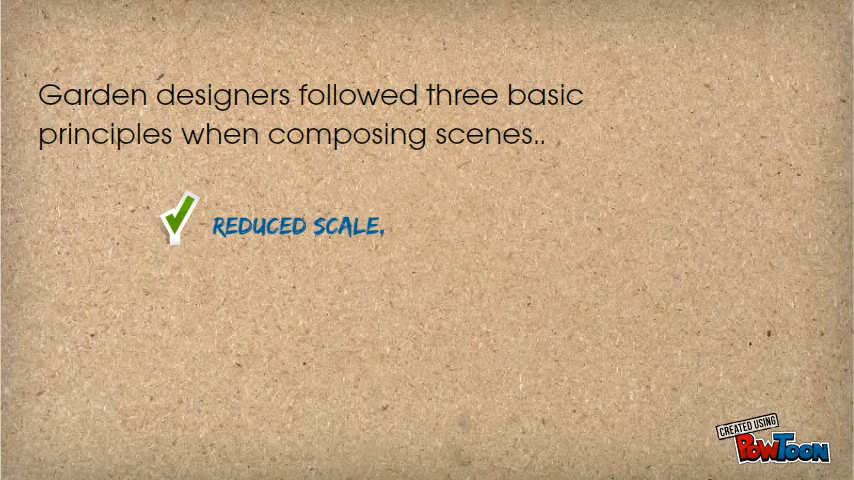 Garden designers followed three basic
principles when composing scenes..
REDUCED SCALE,
CREATED USING
POWTOON